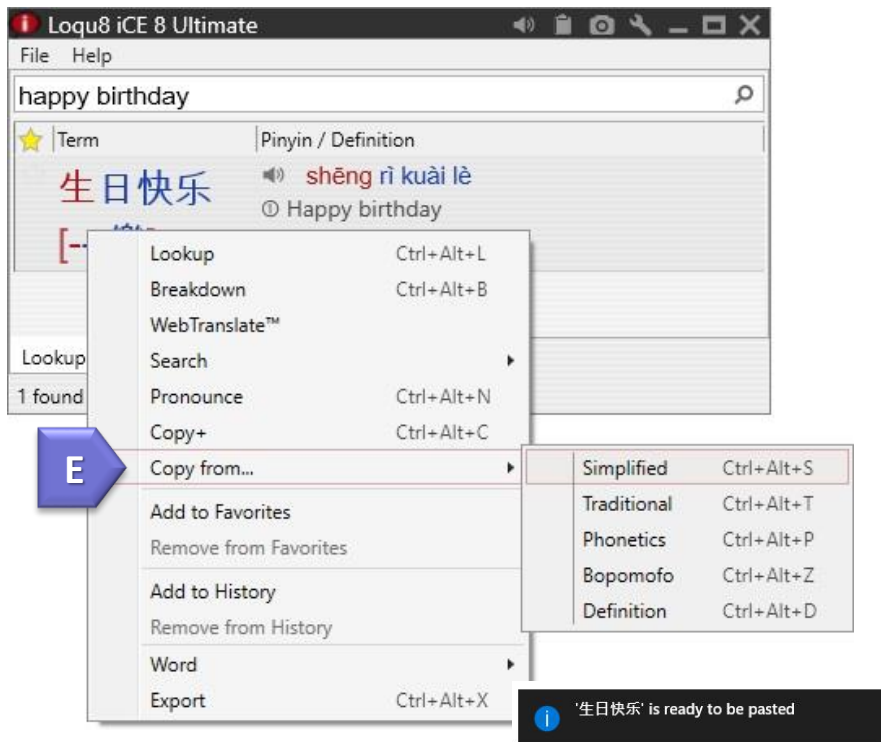 Loqu8 iCE 8 Ultimate
File Help
happy birthday
Term Pinyin / Definition
生日快乐 shēng rì kuài lè
① Happy birthday
[--
Lookup
1 found
Lookup Ctrl+Alt+L
Breakdown Ctrl+Alt+B
WebTranslate™
Search
Pronounce Ctrl+Alt+N
Copy+ Ctrl+Alt+C
E Copy from...
Add to Favorites
Remove from Favorites
Add to History
Remove from History
Word
Export Ctrl+Alt+X
Simplified Ctrl+Alt+S
Traditional Ctrl+Alt+T
Phonetics Ctrl+Alt+P
Bopomofo Ctrl+Alt+Z
Definition Ctrl+Alt+D
'生日快乐' is ready to be pasted